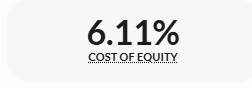 6.11%
COST OF EQUITY